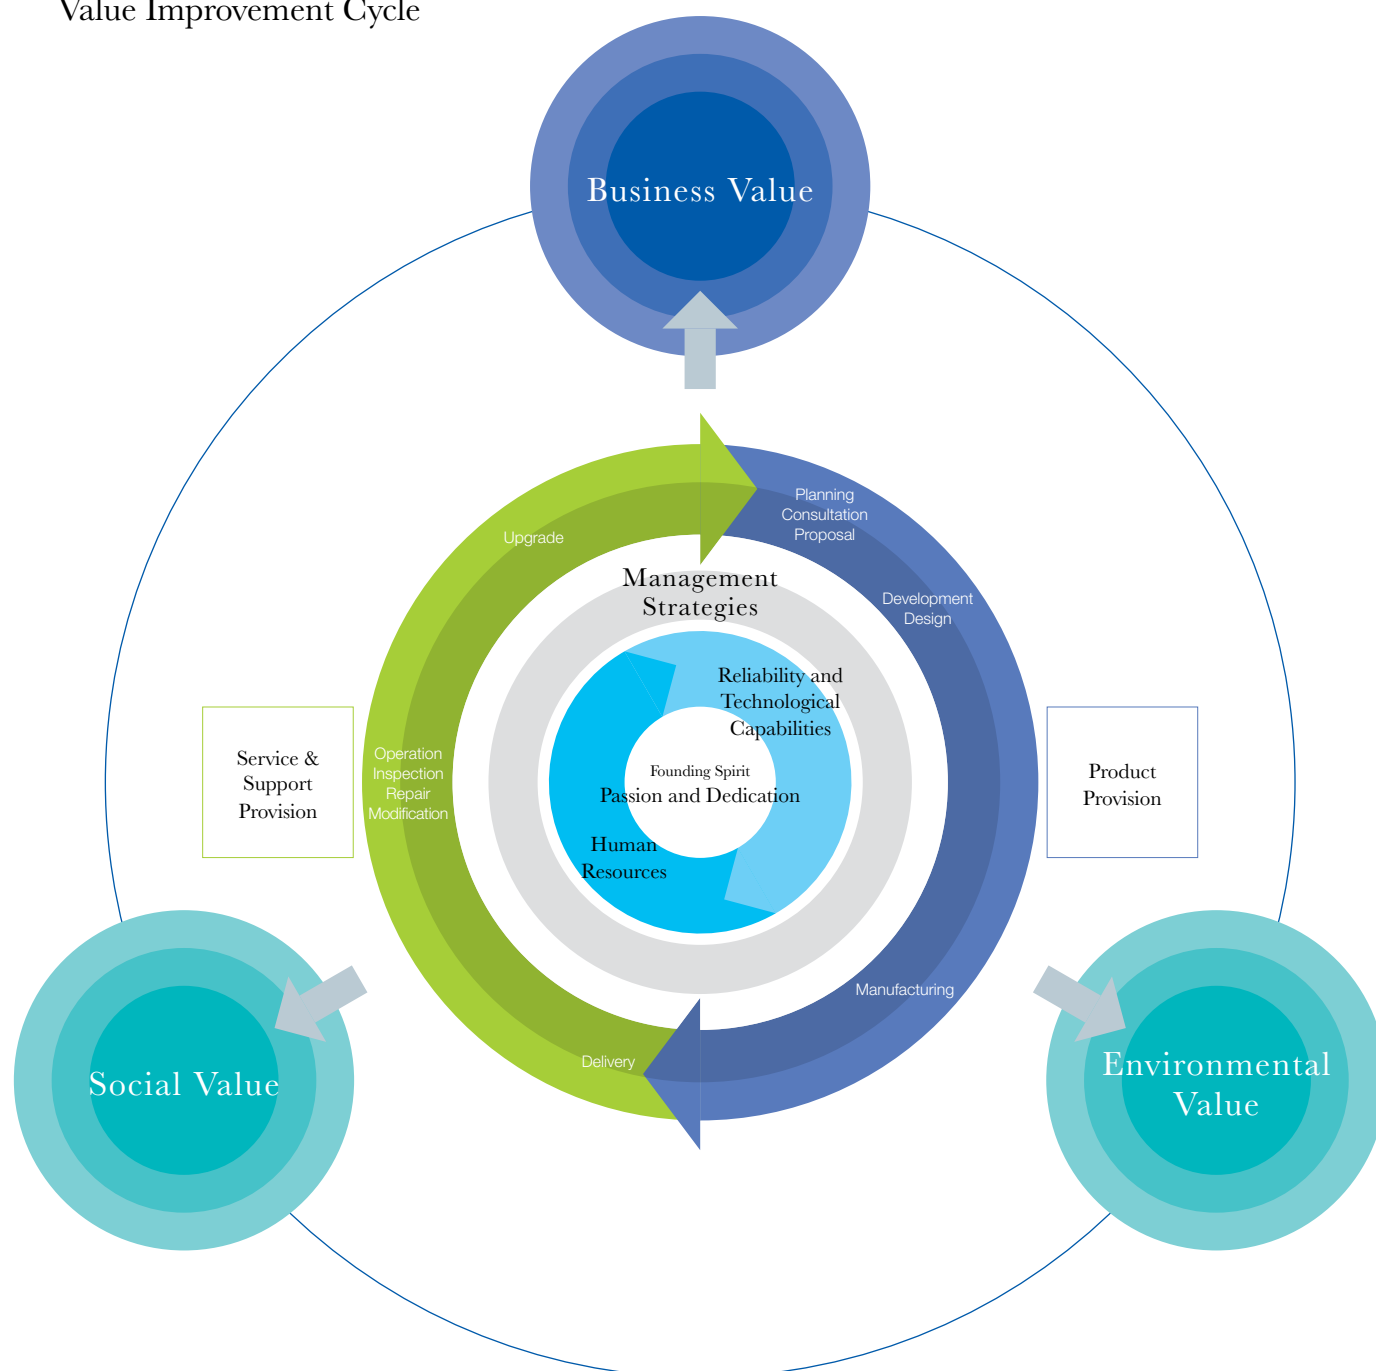 Value Improvement Cycle
Business Value
Planning
Consultation
Proposal
Upgrade
Management
Strategies
Development
Design
Reliability and
Technological
Capabilities
Service &
Support
Provision
Operation
Inspection
Repair
Modification
Founding Spirit
Passion and Dedication
Product
Provision
Human
Resources
Manufacturing
Delivery
Social Value
Environmental
Value